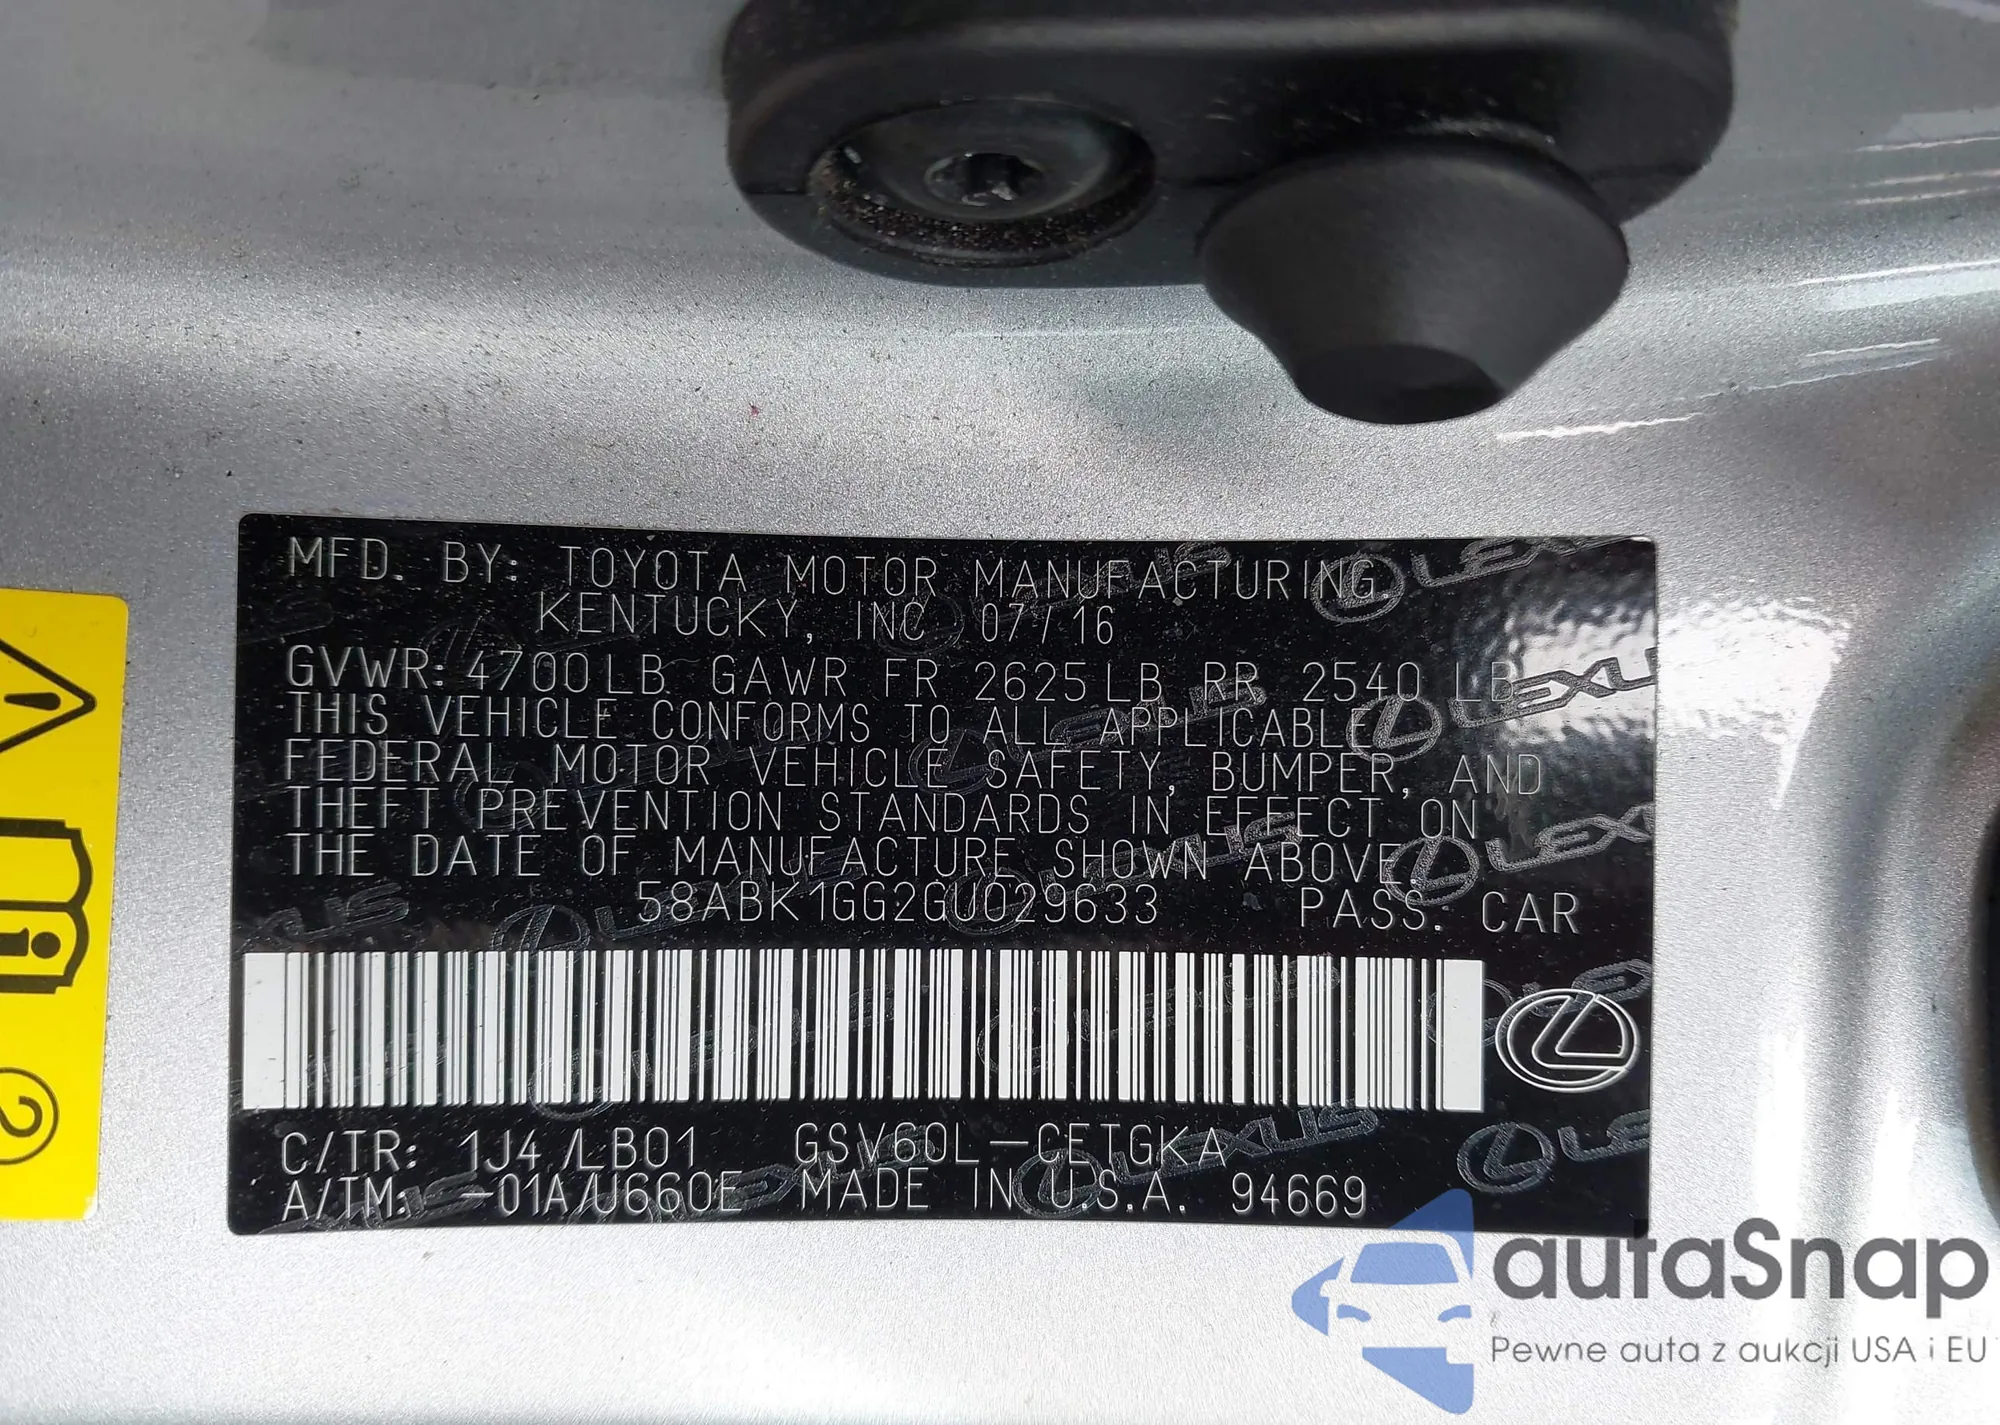 MFD. BY: TOYOTA MOTOR MANUFACTURING.
KENTUCKY, INC 07/16
GVWR: 4700LB GAWR FR 2625LB RR 2540 LB
THIS VEHICLE CONFORMS TO ALL APPLICABLE
FEDERAL MOTOR VEHICLE SAFETY, BUMPER, AND
THEFT PREVENTION STANDARDS IN EFFECT ON
THE DATE OF MANUFACTURE SHOWN ABOVE.
58ABK1GG2GU029633 PASS. CAR
C/TR: 1J4 /LB01 GSV60L-CETGKA
A/TM: -01A/U660E MADE IN U.S.A. 94669
LEXUS
2
autaSnap
Pewne auta z aukcji USA i EU